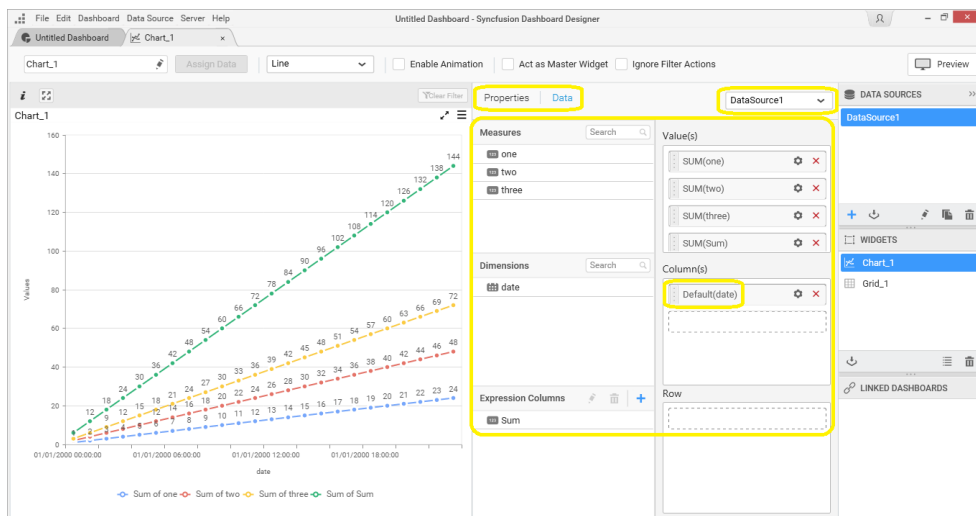 File Edit Dashboard Data Source Server Help
Untitled Dashboard - Syncfusion Dashboard Designer
Untitled Dashboard
Chart_1
Chart_1
Assign Data
Line
Enable Animation
Act as Master Widget
Ignore Filter Actions
Preview
Clear Filter
Chart_1
160
140
120
100
80
60
40
20
0
Values
6 12 18 24 30 36 42 48 54 60 66 72 78 84 90 96 102 108 114 120 126 132 138 144
9 12 15 18 21 24 27 30 33 36 39 42 45 48 51 54 57 60 63 66 69 72
12 14 16 18 20 22 24 26 28 30 32 34 36 38 40 42 44 46 48
7 8 9 10 11 12 13 14 15 16 17 18 19 20 21 22 23 24
01/01/2000 00:00:00
01/01/2000 06:00:00
01/01/2000 12:00:00
01/01/2000 18:00:00
date
Sum of one
Sum of two
Sum of three
Sum of Sum
Properties
Data
DataSource1
Measures
Search
one
two
three
Dimensions
Search
date
Expression Columns
Sum
Value(s)
SUM(one)
SUM(two)
SUM(three)
SUM(Sum)
Column(s)
Default(date)
Row
DATA SOURCES
DataSource1
WIDGETS
Chart_1
Grid_1
LINKED DASHBOARDS